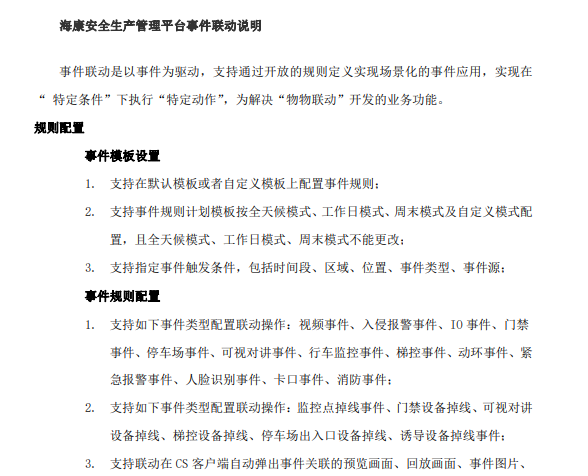 海康安全生产管理平台事件联动说明
事件联动是以事件为驱动，支持通过开放的规则定义实现场景化的事件应用，实现在
“ 特定条件”下执行“特定动作”，为解决“物物联动”开发的业务功能。
规则配置
事件模板设置
1. 支持在默认模板或者自定义模板上配置事件规则；
2. 支持事件规则计划模板按全天候模式、工作日模式、周末模式及自定义模式配
置，且全天候模式、工作日模式、周末模式不能更改；
3. 支持指定事件触发条件，包括时间段、区域、位置、事件类型、事件源；
事件规则配置
1. 支持如下事件类型配置联动操作：视频事件、入侵报警事件、IO 事件、门禁
事件、停车场事件、可视对讲事件、行车监控事件、梯控事件、动环事件、紧
急报警事件、人脸识别事件、卡口事件、消防事件；
2. 支持如下事件类型配置联动操作：监控点掉线事件、门禁设备掉线、可视对讲
设备掉线、梯控设备掉线、停车场出入口设备掉线、诱导设备掉线事件；
3. 支持联动在 CS 客户端自动弹出事件关联的预览画面、回放画面、事件图片、